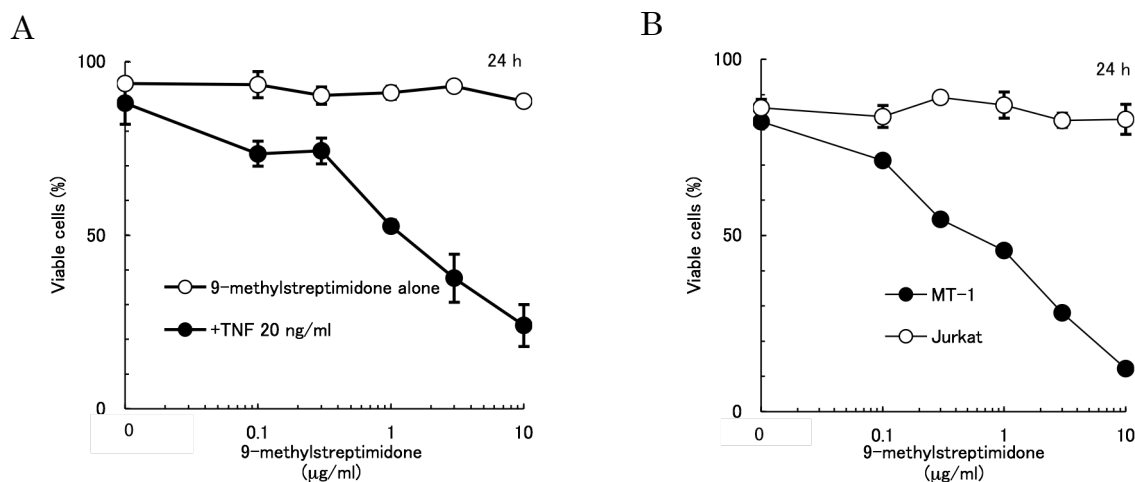 A
24 h
100
50
0
Viable cells (%)
9-methylstreptimidone alone
+TNF 20 ng/ml
0
0.1
1
10
9-methylstreptimidone
(μg/ml)
B
24 h
100
50
0
Viable cells (%)
MT-1
Jurkat
0
0.1
1
10
9-methylstreptimidone
(μg/ml)